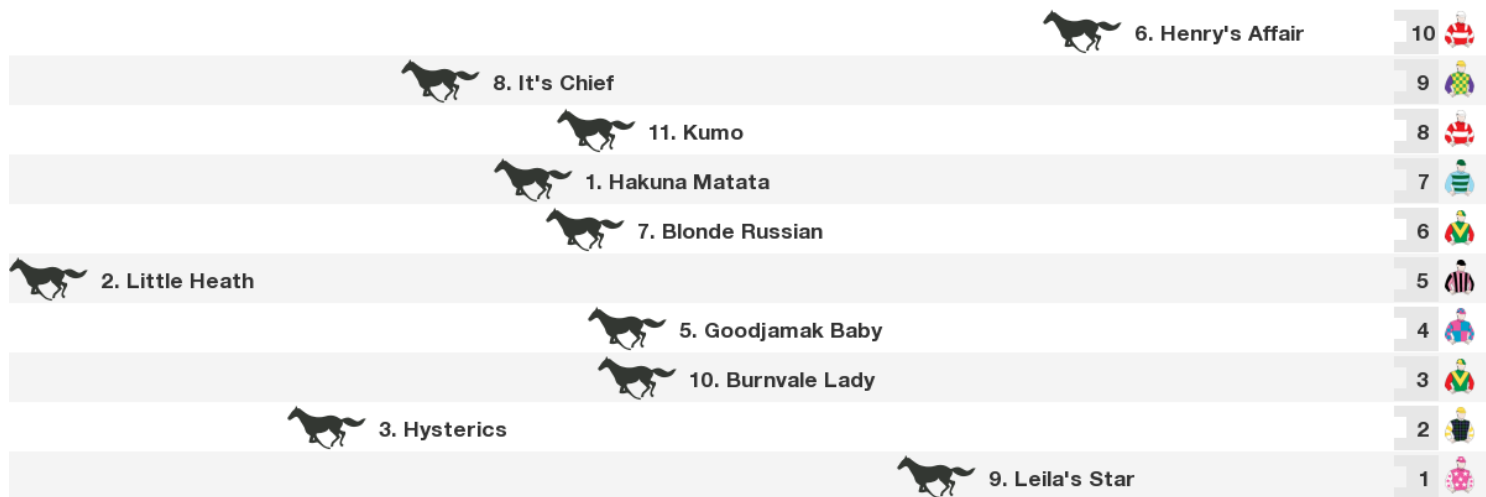 6. Henry's Affair 10
8. It's Chief 9
11. Kumo 8
1. Hakuna Matata 7
7. Blonde Russian 6
2. Little Heath 5
5. Goodjamak Baby 4
10. Burnvale Lady 3
3. Hysterics 2
9. Leila's Star 1